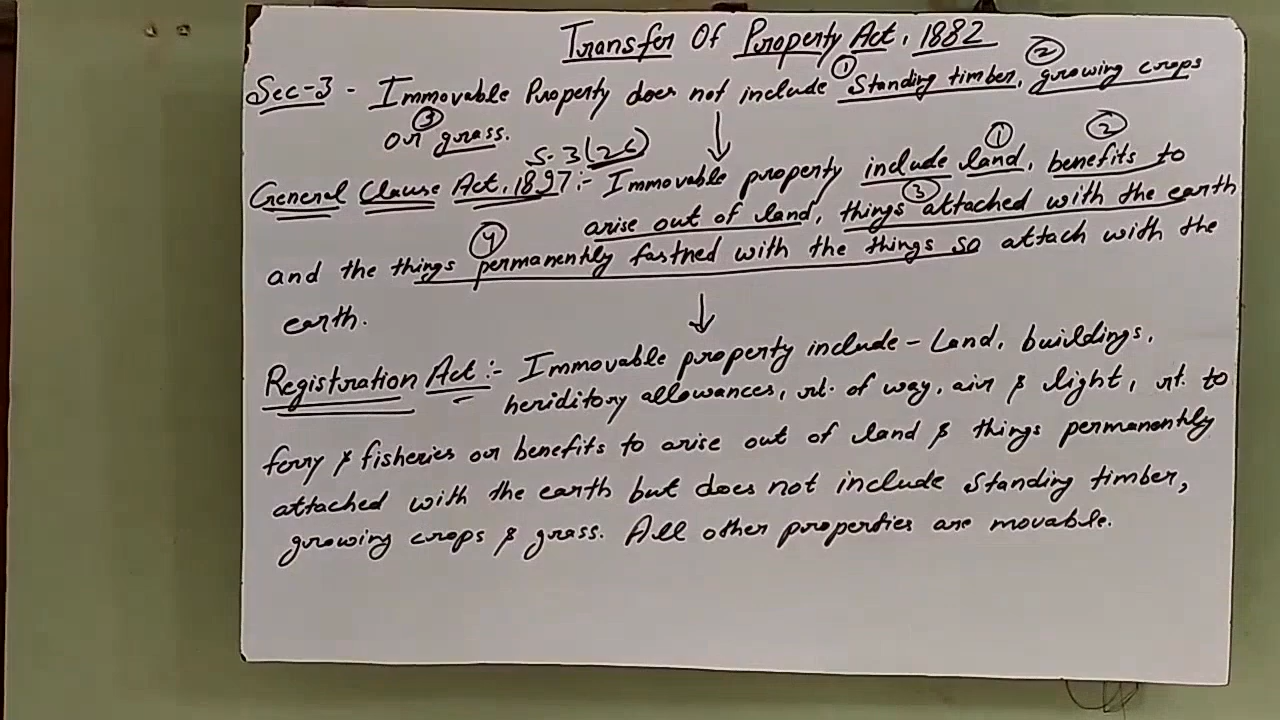 Transfer Of Property Act, 1882
Sec-3 - Immovable Property does not include ① Standing timber, ② growing crops
or ③ grass.
S-3(26)
General Clause Act, 1897:- Immovable property include ① land, ② benefits to
arise out of land, ③ things attached with the earth
and the things ④ permanently fastned with the things so attach with the
earth.
Registration Act:- Immovable property include - Land, buildings,
heriditory allowances, rt. of way, air & light, rt. to
ferry & fisheries or benefits to arise out of land & things permanently
attached with the earth but does not include Standing timber,
growing crops & grass. All other properties are movable.